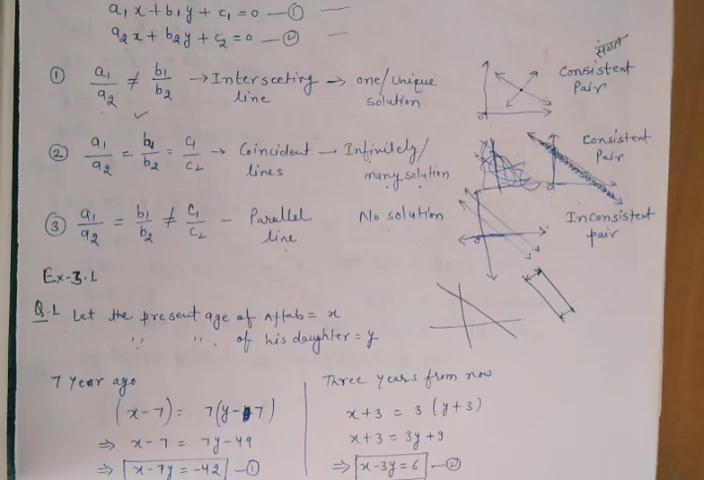 a₁x + b₁y + c₁ = 0 — ①
a₂x + b₂y + c₂ = 0 — ②
संगत
① a₁/a₂ ≠ b₁/b₂ → Intersecting line → one/Unique solution
Consistent Pair
② a₁/a₂ = b₁/b₂ = c₁/c₂ → Coincident lines → Infinitely/many solution
Consistent Pair
③ a₁/a₂ = b₁/b₂ ≠ c₁/c₂ – Parallel line No solution
Inconsistent pair
Ex-3.1
Q.1 Let the present age of Aftab = x
" " of his daughter = y
7 Year ago
(x-7) = 7(y-7)
⇒ x-7 = 7y-49
⇒ x-7y = -42 —①
Three years from now
x+3 = 3(y+3)
x+3 = 3y+9
⇒ x-3y=6 —②